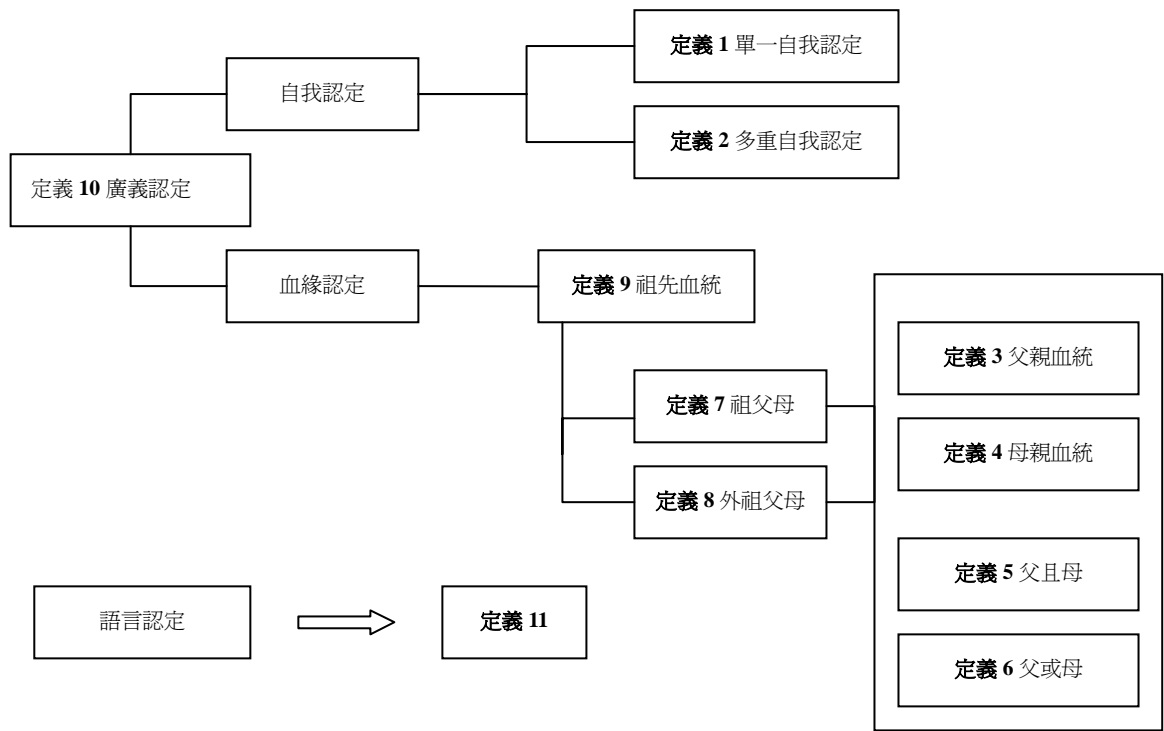 定義 1 單一自我認定
自我認定
定義 2 多重自我認定
定義 10 廣義認定
血緣認定
定義 9 祖先血統
定義 3 父親血統
定義 7 祖父母
定義 4 母親血統
定義 8 外祖父母
定義 5 父且母
語言認定
定義 11
定義 6 父或母